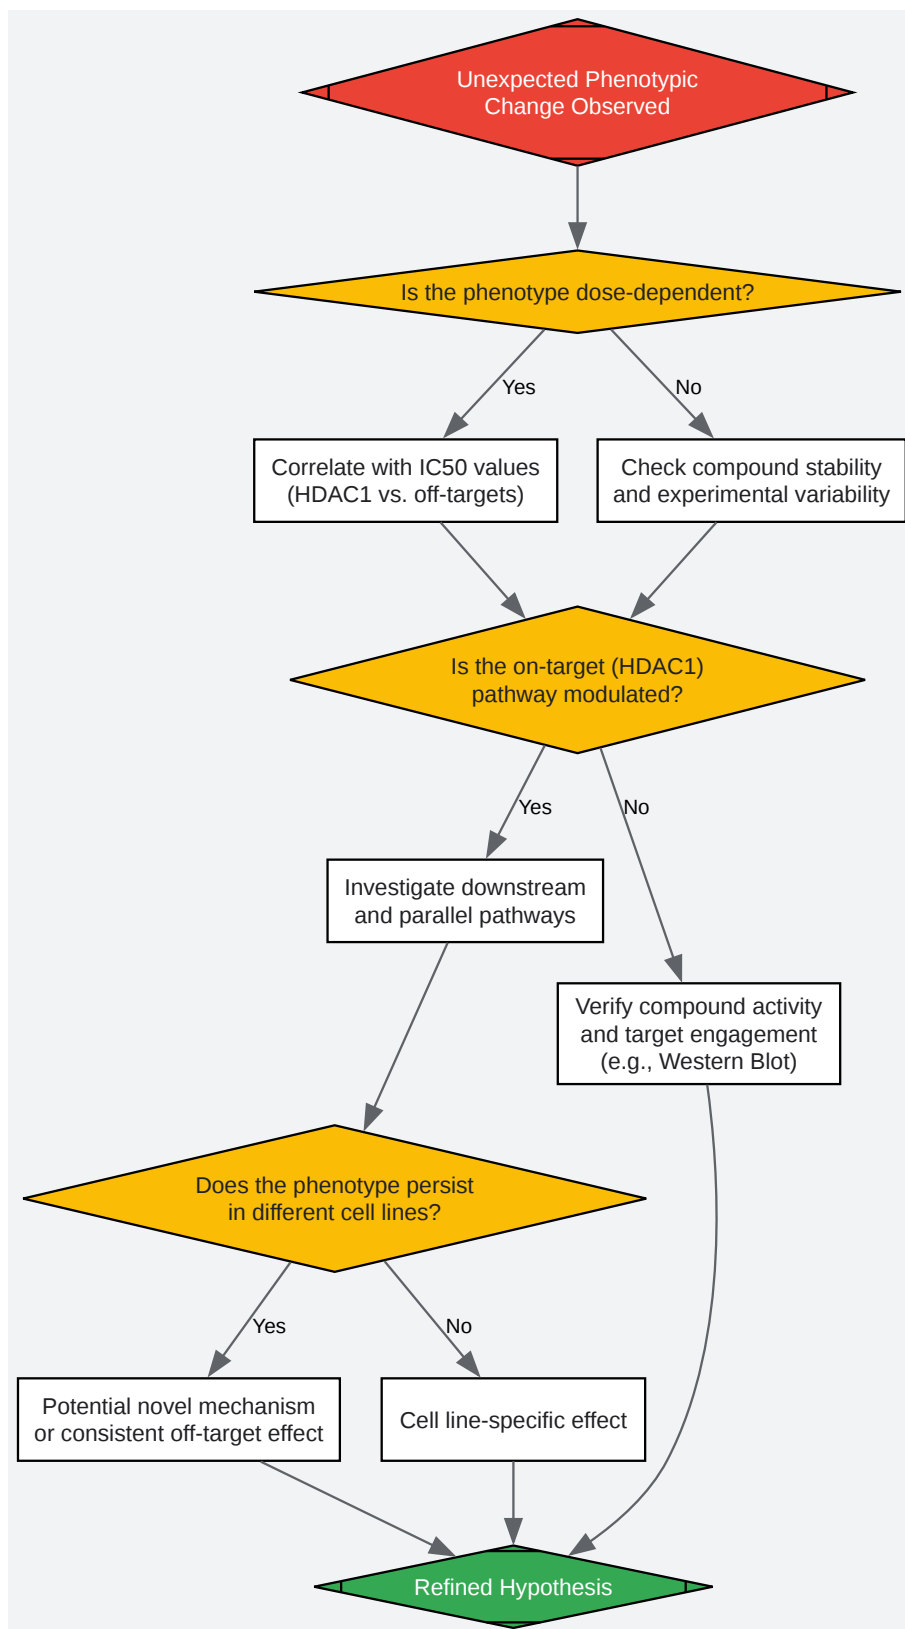 Unexpected Phenotypic
Change Observed
Is the phenotype dose-dependent?
Yes
No
Correlate with IC50 values
(HDAC1 vs. off-targets)
Check compound stability
and experimental variability
Is the on-target (HDAC1)
pathway modulated?
Yes
No
Investigate downstream
and parallel pathways
Verify compound activity
and target engagement
(e.g., Western Blot)
Does the phenotype persist
in different cell lines?
Yes
No
Potential novel mechanism
or consistent off-target effect
Cell line-specific effect
Refined Hypothesis